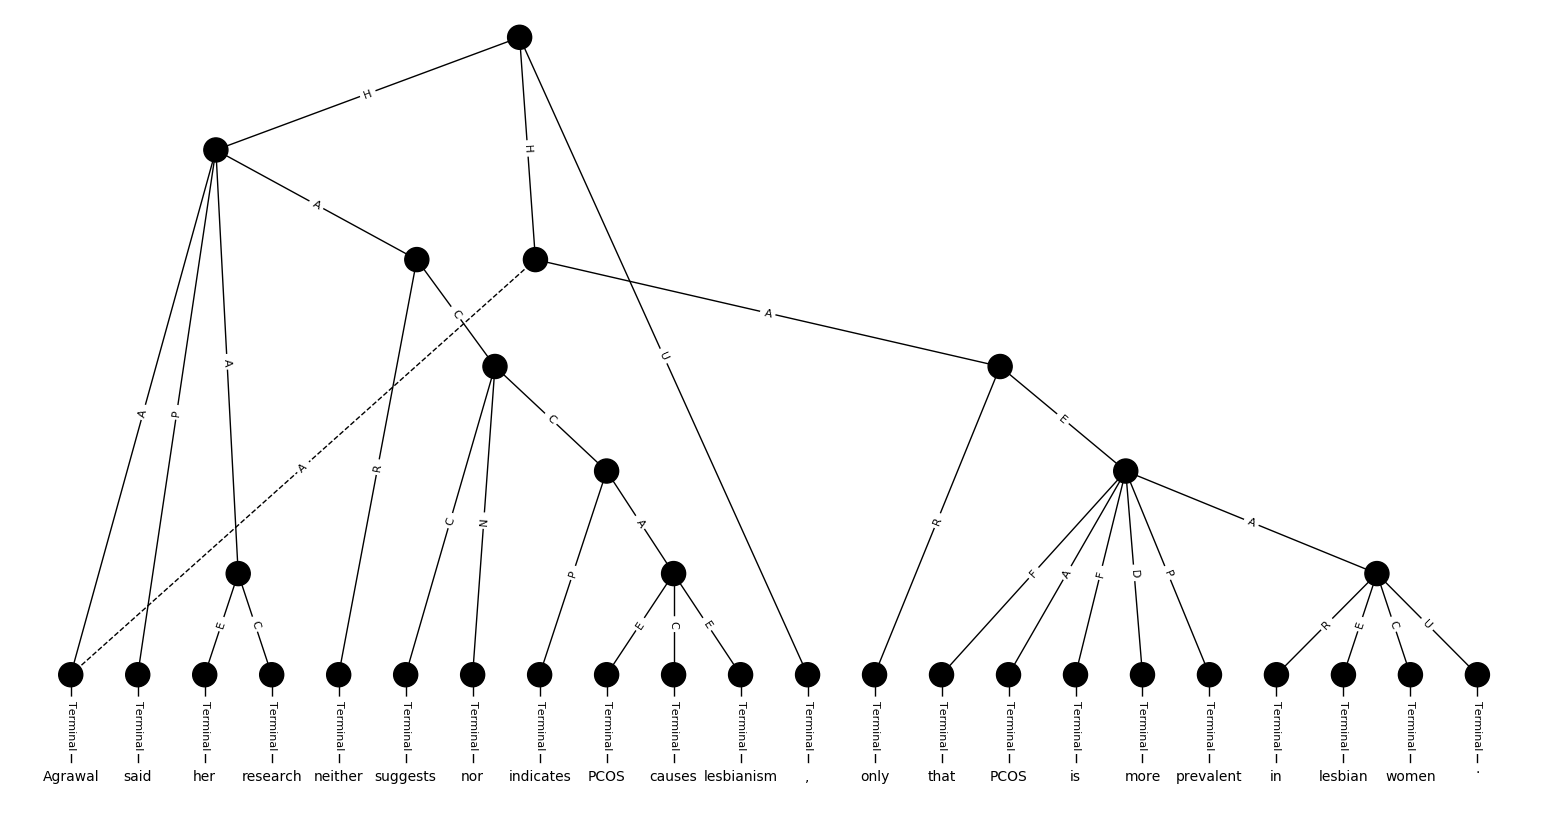 H
H
A
A
C
U
A
A
P
A
C
E
A
R
C
N
A
R
A
P
F
A
F
D
P
E
C
E
C
E
R
E
C
U
Terminal Terminal Terminal Terminal Terminal Terminal Terminal Terminal Terminal Terminal Terminal Terminal Terminal Terminal Terminal Terminal Terminal Terminal Terminal Terminal Terminal Terminal
Agrawal said her research neither suggests nor indicates PCOS causes lesbianism , only that PCOS is more prevalent in lesbian women .